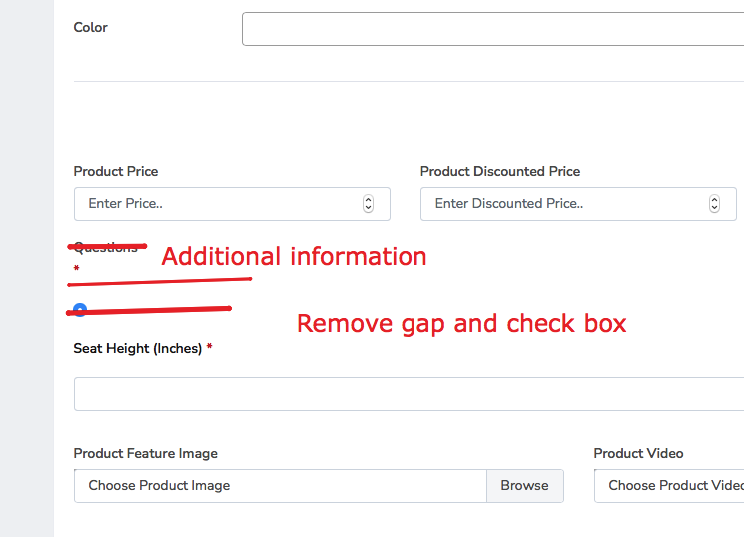 Color
Product Price
Product Discounted Price
Enter Price..
Enter Discounted Price..
Questions
*
Additional information
Remove gap and check box
Seat Height (Inches) *
Product Feature Image
Product Video
Choose Product Image
Browse
Choose Product Video